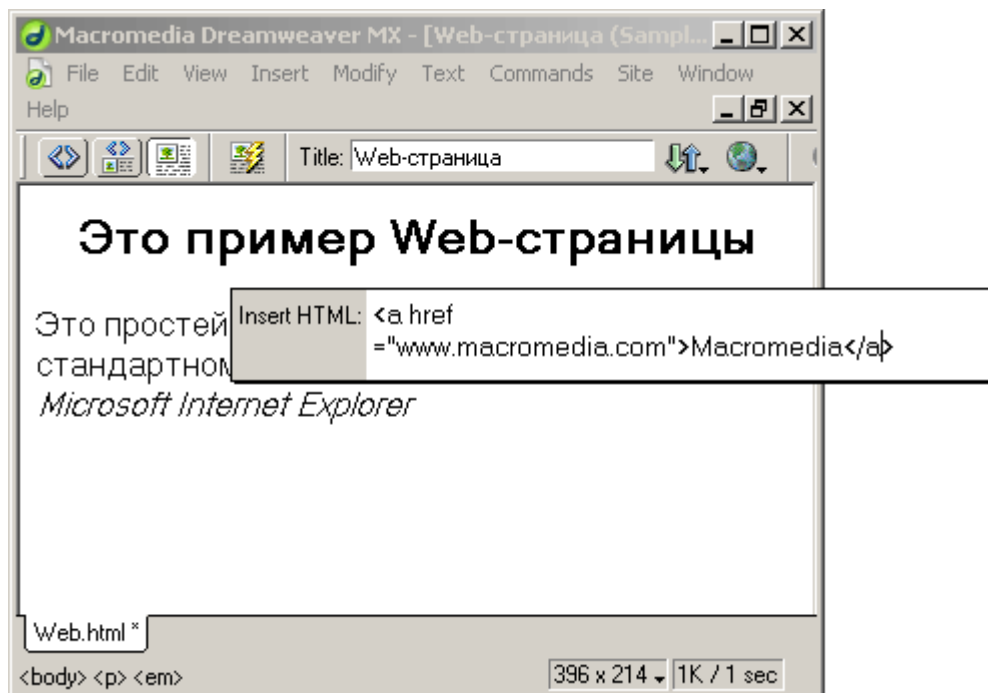 Macromedia Dreamweaver MX - [Web-страница (Sampl...
File Edit View Insert Modify Text Commands Site Window
Help
Title: Web-страница
Это пример Web-страницы
Это простей
Insert HTML: <a href
="www.macromedia.com">Macromedia</a>
стандартном
Microsoft Internet Explorer
Web.html *
<body> <p> <em>
396 x 214
1K / 1 sec